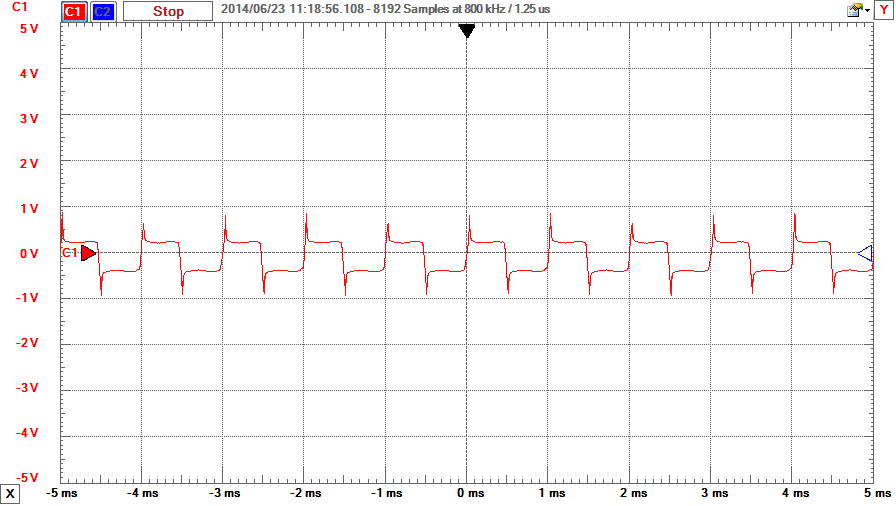 C1
C1 C2 Stop 2014/06/23 11:18:56.108 - 8192 Samples at 800 kHz / 1.25 us Y
5 V
4 V
3 V
2 V
1 V
0 V
C1
-1 V
-2 V
-3 V
-4 V
-5 V
X
-5 ms -4 ms -3 ms -2 ms -1 ms 0 ms 1 ms 2 ms 3 ms 4 ms 5 ms